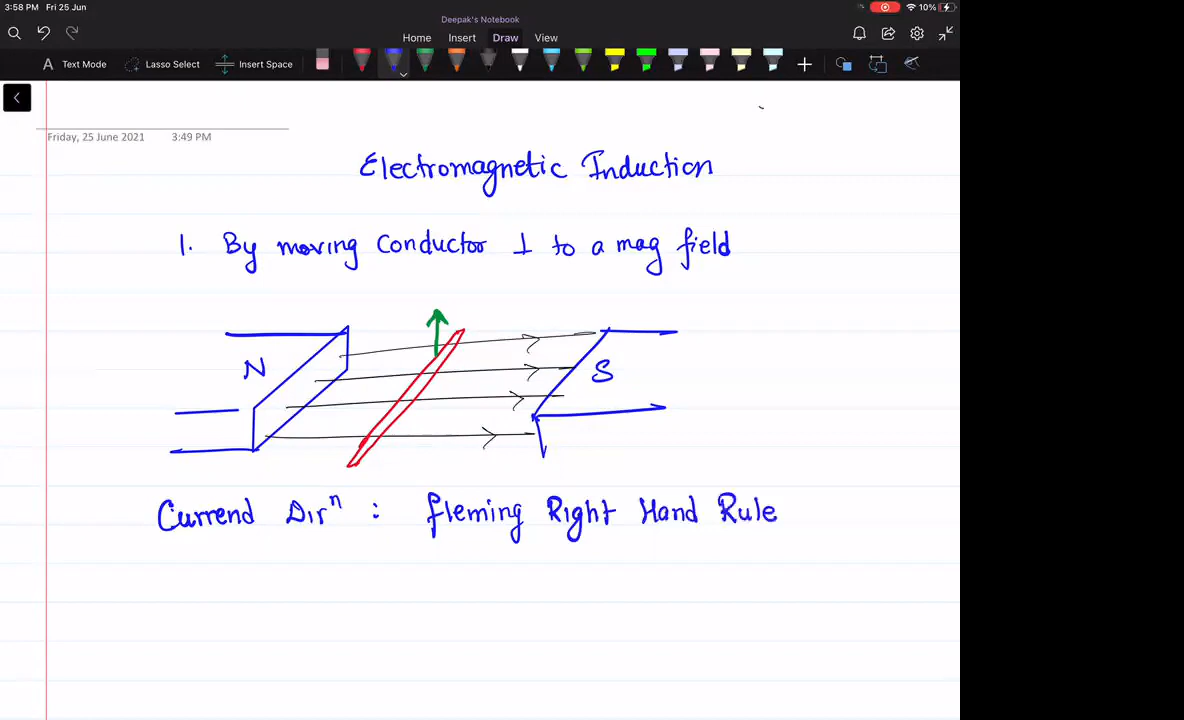 3:58 PM Fri 25 Jun
10%
Deepak's Notebook
Home Insert Draw View
Text Mode Lasso Select Insert Space
Friday, 25 June 2021 3:49 PM
Electromagnetic Induction
1. By moving Conductor ⊥ to a mag field
N
S
Currend Dirⁿ : fleming Right Hand Rule